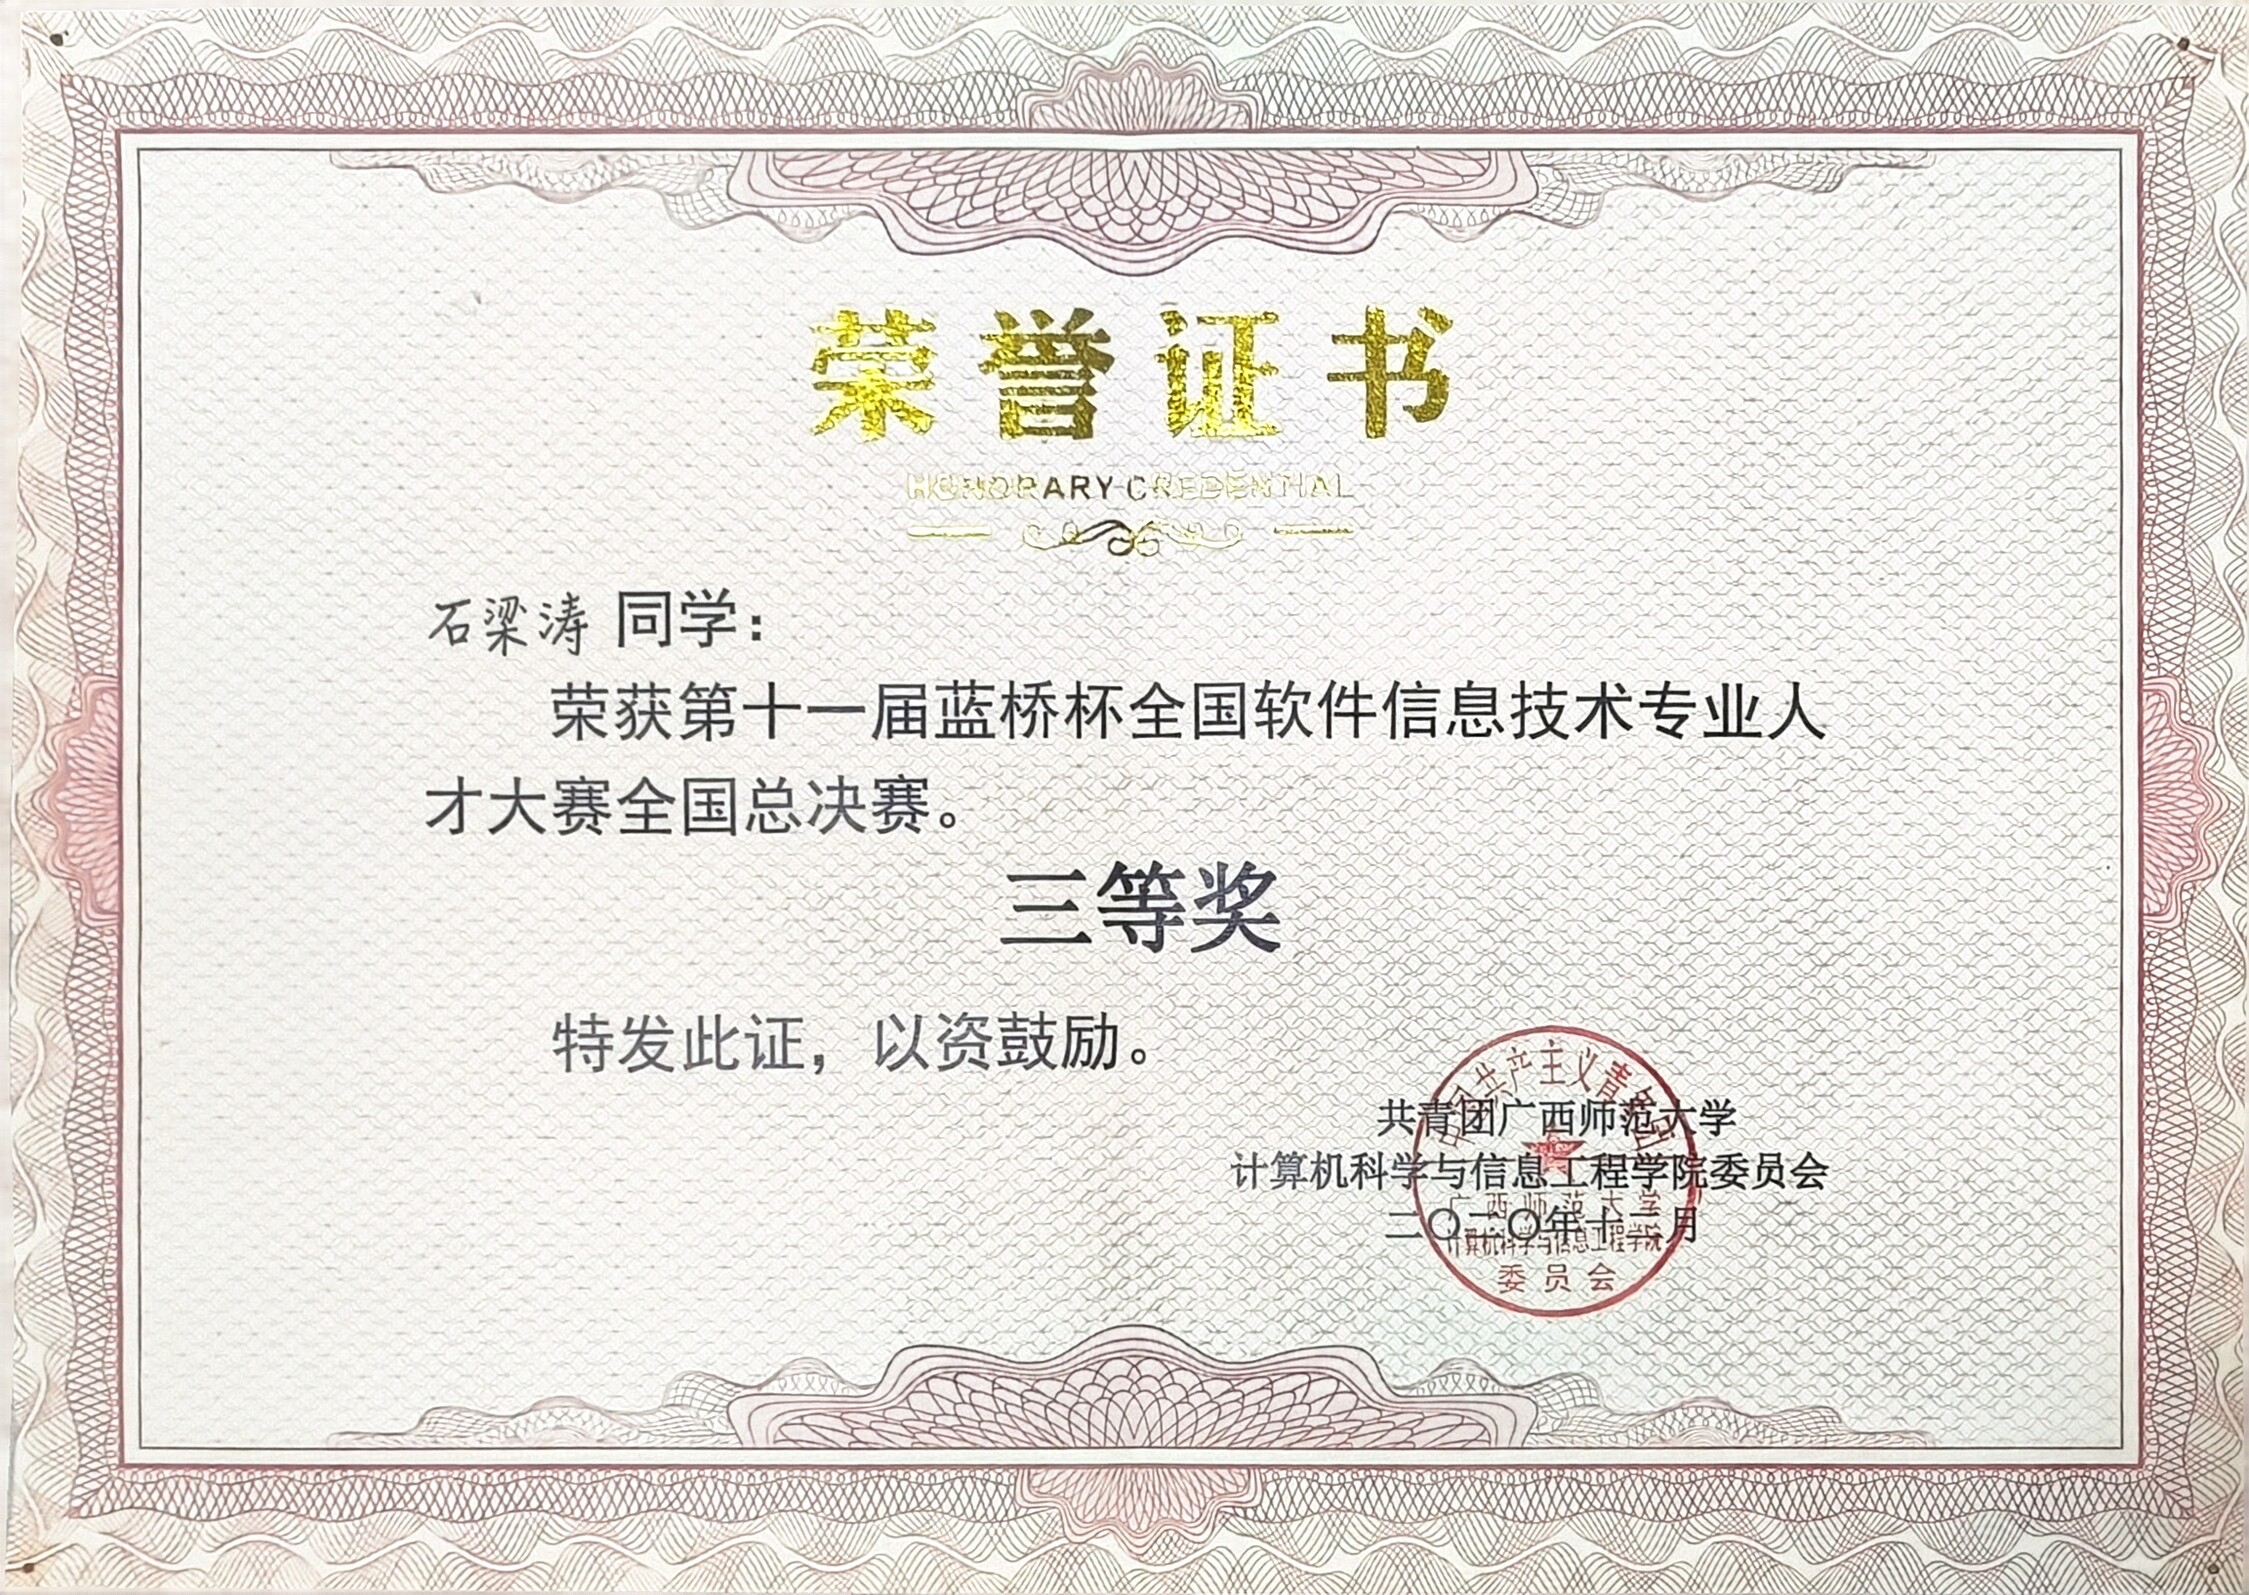 荣誉证书
HONORARY CREDENTIAL
石梁涛 同学：
荣获第十一届蓝桥杯全国软件信息技术专业人
才大赛全国总决赛。
三等奖
特发此证，以资鼓励。
共青团广西师范大学
计算机科学与信息工程学院委员会
二〇二〇年十二月
中国共产主义青年团
广西师范大学
计算机科学与信息工程学院
委员会